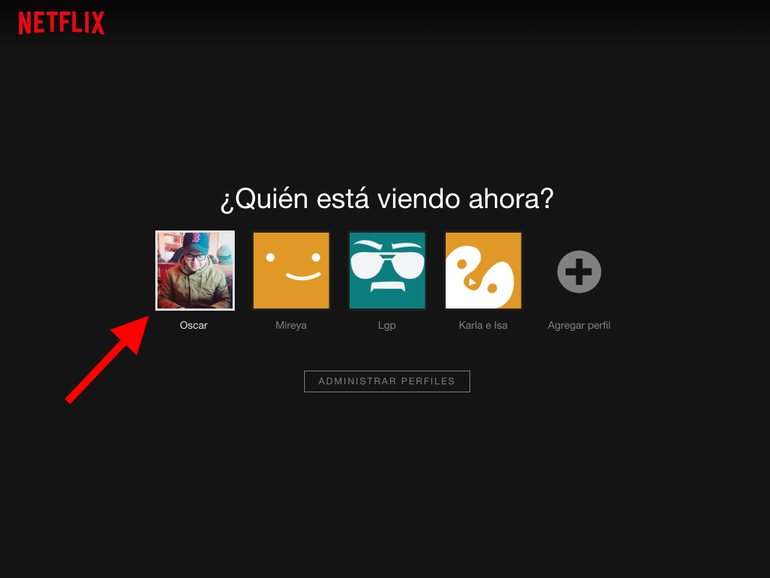 NETFLIX
¿Quién está viendo ahora?
Oscar
Mireya
Lgp
Karla e Isa
Agregar perfil
ADMINISTRAR PERFILES